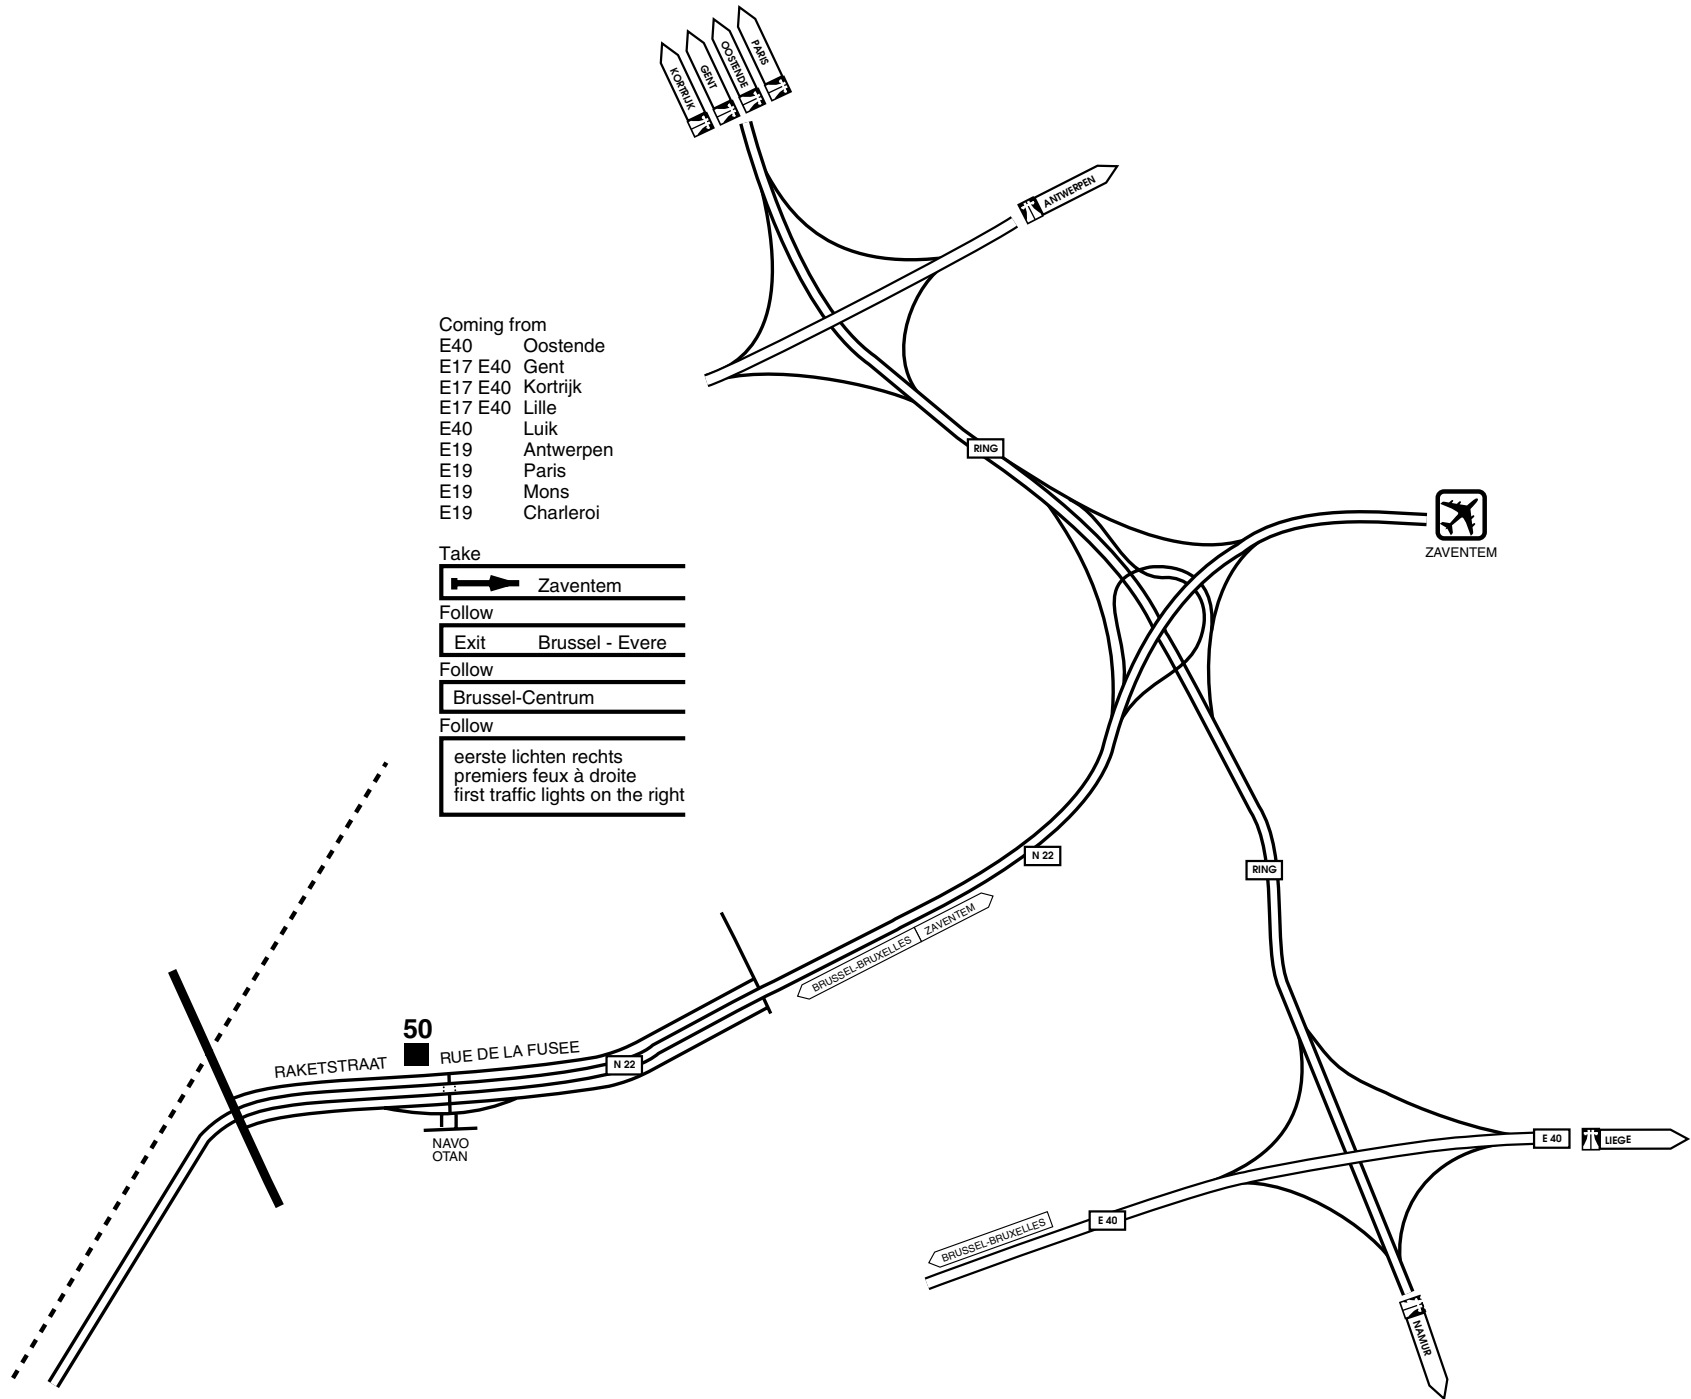 KORTRIJK
GENT
OOSTENDE
PARIS
ANTWERPEN
Coming from
E40 Oostende
E17 E40 Gent
E17 E40 Kortrijk
E17 E40 Lille
E40 Luik
E19 Antwerpen
E19 Paris
E19 Mons
E19 Charleroi
Take
Zaventem
Follow
Exit Brussel - Evere
Follow
Brussel-Centrum
Follow
eerste lichten rechts
premiers feux à droite
first traffic lights on the right
RING
ZAVENTEM
N 22
RING
BRUSSEL-BRUXELLES
ZAVENTEM
50
RAKETSTRAAT
RUE DE LA FUSEE
N 22
NAVO
OTAN
E 40
LIEGE
E 40
BRUSSEL-BRUXELLES
NAMUR